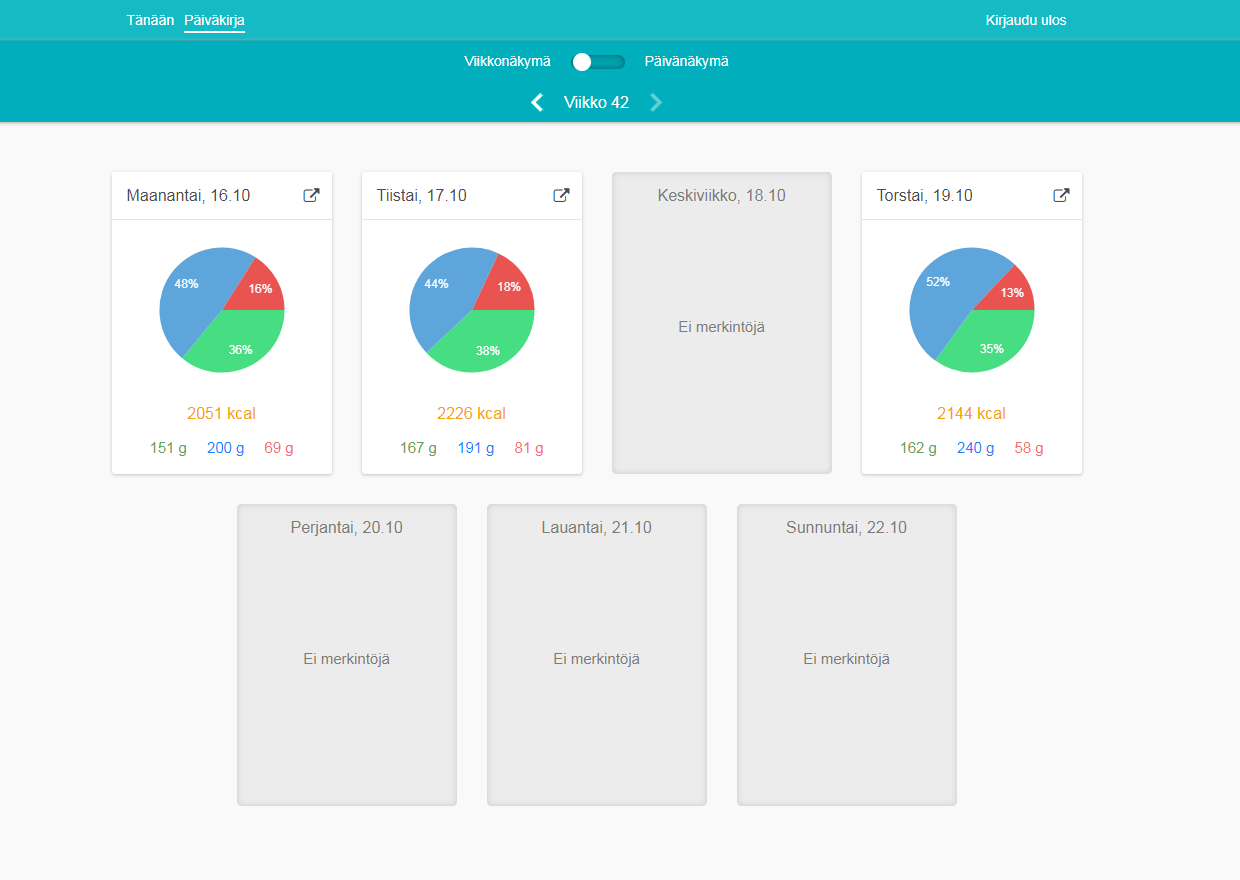 Tänään Päiväkirja Kirjaudu ulos
Viikkonäkymä Päivänäkymä
Viikko 42
Maanantai, 16.10
48%
16%
36%
2051 kcal
151 g 200 g 69 g
Tiistai, 17.10
44%
18%
38%
2226 kcal
167 g 191 g 81 g
Keskiviikko, 18.10
Ei merkintöjä
Torstai, 19.10
52%
13%
35%
2144 kcal
162 g 240 g 58 g
Perjantai, 20.10
Ei merkintöjä
Lauantai, 21.10
Ei merkintöjä
Sunnuntai, 22.10
Ei merkintöjä